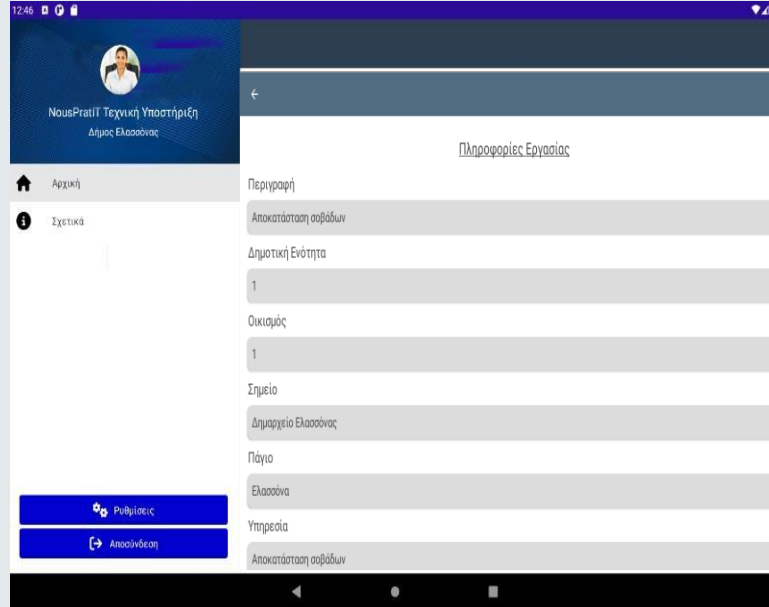 12:46
NousPratiT Τεχνική Υποστήριξη
Δήμος Ελασσόνας
Αρχική
Σχετικά
Ρυθμίσεις
Αποσύνδεση
Πληροφορίες Εργασίας
Περιγραφή
Αποκατάσταση σοβάδων
Δημοτική Ενότητα
1
Οικισμός
1
Σημείο
Δημαρχείο Ελασσόνας
Πάγιο
Ελασσόνα
Υπηρεσία
Αποκατάσταση σοβάδων